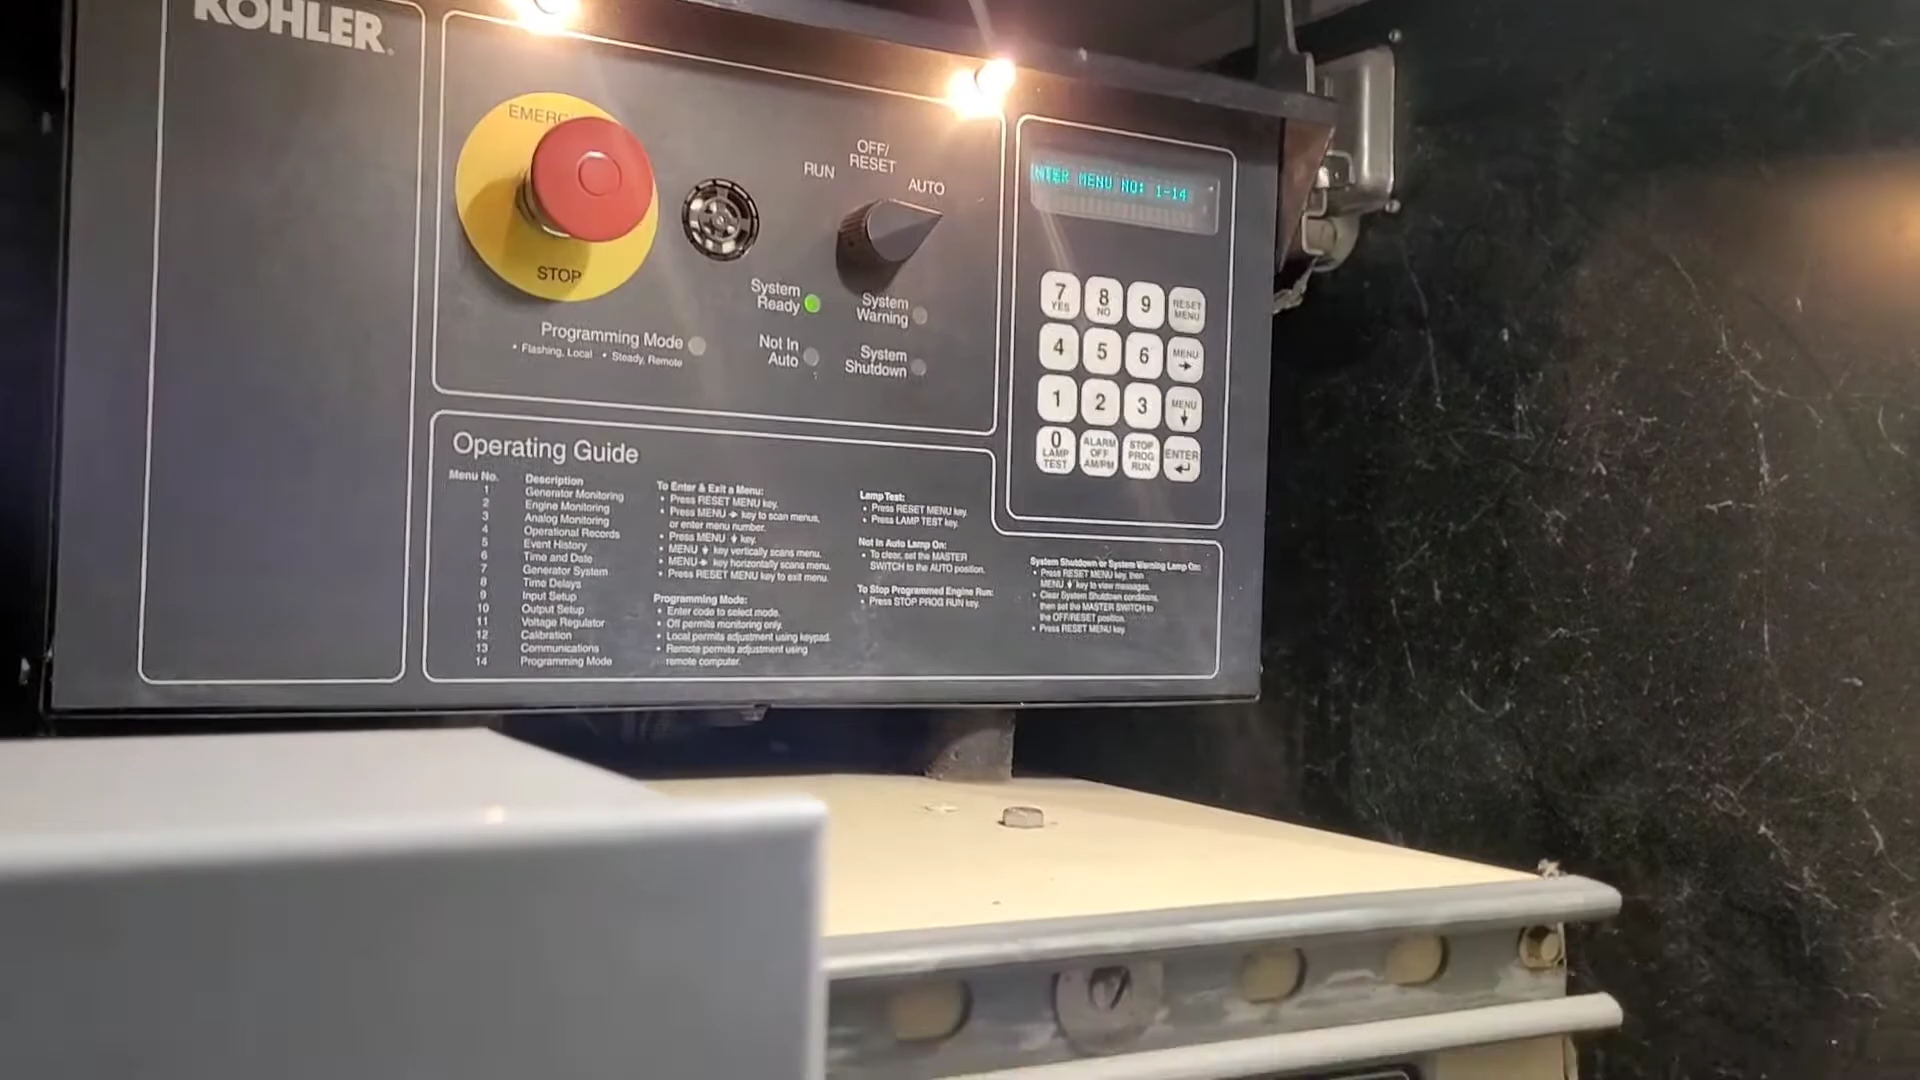 KOHLER.
EMERG
STOP
RUN
OFF/
RESET
AUTO
System
Ready
System
Warning
Programming Mode
• Flashing, Local • Steady, Remote
Not In
Auto
System
Shutdown
NTER MENU NO: 1-14
7
YES
8
NO
9
RESET
MENU
4
5
6
MENU
1
2
3
MENU
0
LAMP
TEST
ALARM
OFF
AM/PM
STOP
PROG
RUN
ENTER
Operating Guide
Menu No. Description
1 Generator Monitoring
2 Engine Monitoring
3 Analog Monitoring
4 Operational Records
5 Event History
6 Time and Date
7 Generator System
8 Time Delays
9 Input Setup
10 Output Setup
11 Voltage Regulator
12 Calibration
13 Communications
14 Programming Mode
To Enter & Exit a Menu:
• Press RESET MENU key.
• Press MENU → key to scan menus,
or enter menu number.
• Press MENU ↓ key.
• MENU ↓ key vertically scans menu.
• MENU → key horizontally scans menu.
• Press RESET MENU key to exit menu.
Programming Mode:
• Enter code to select mode.
• Off permits monitoring only.
• Local permits adjustment using keypad.
• Remote permits adjustment using
remote computer.
Lamp Test:
• Press RESET MENU key.
• Press LAMP TEST key.
Not In Auto Lamp On:
• To clear, set the MASTER
SWITCH to the AUTO position.
To Stop Programmed Engine Run:
• Press STOP PROG RUN key.
System Shutdown or System Warning Lamp On:
• Press RESET MENU key, then
MENU ↓ key to view messages.
• Clear System Shutdown conditions,
then set the MASTER SWITCH to
the OFF/RESET position.
• Press RESET MENU key.